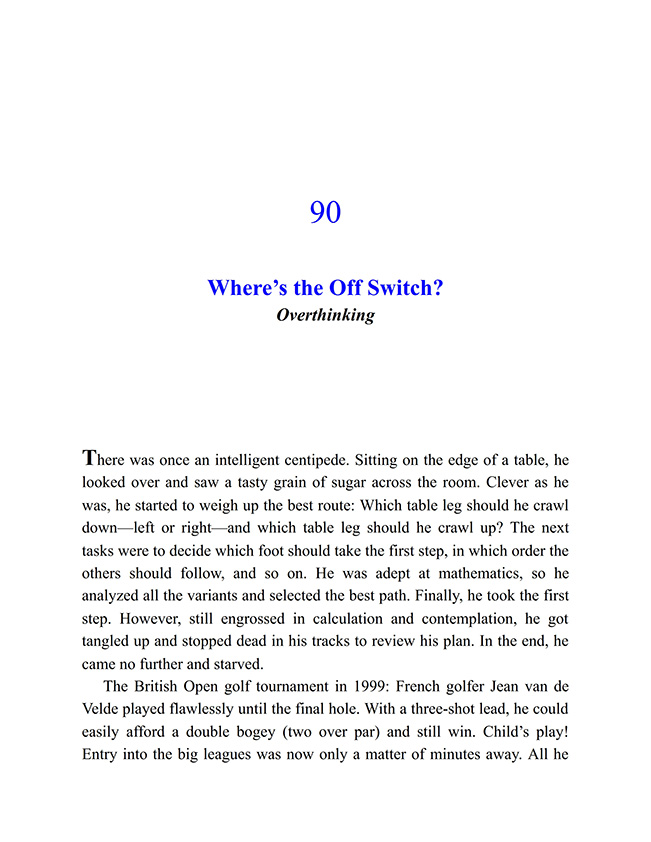 90
Where’s the Off Switch?
Overthinking
There was once an intelligent centipede. Sitting on the edge of a table, he
looked over and saw a tasty grain of sugar across the room. Clever as he
was, he started to weigh up the best route: Which table leg should he crawl
down—left or right—and which table leg should he crawl up? The next
tasks were to decide which foot should take the first step, in which order the
others should follow, and so on. He was adept at mathematics, so he
analyzed all the variants and selected the best path. Finally, he took the first
step. However, still engrossed in calculation and contemplation, he got
tangled up and stopped dead in his tracks to review his plan. In the end, he
came no further and starved.
The British Open golf tournament in 1999: French golfer Jean van de
Velde played flawlessly until the final hole. With a three-shot lead, he could
easily afford a double bogey (two over par) and still win. Child’s play!
Entry into the big leagues was now only a matter of minutes away. All he